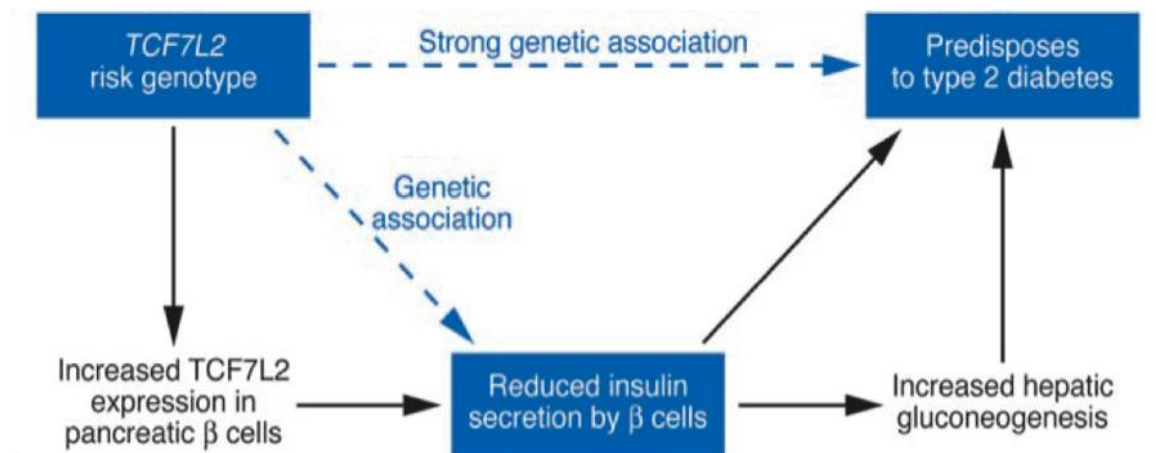 TCF7L2
risk genotype
Strong genetic association
Predisposes
to type 2 diabetes
Genetic
association
Increased TCF7L2
expression in
pancreatic β cells
Reduced insulin
secretion by β cells
Increased hepatic
gluconeogenesis